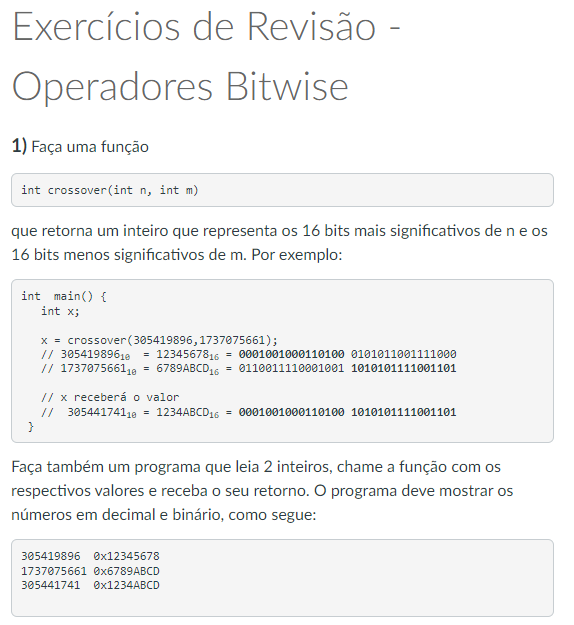 Exercícios de Revisão -
Operadores Bitwise
1) Faça uma função
int crossover(int n, int m)
que retorna um inteiro que representa os 16 bits mais significativos de n e os
16 bits menos significativos de m. Por exemplo:
int  main() {
   int x;
   x = crossover(305419896,1737075661);
   // 305419896₁₀  = 12345678₁₆ = 0001001000110100 0101011001111000
   // 1737075661₁₀ = 6789ABCD₁₆ = 0110011110001001 1010101111001101
   // x receberá o valor
   //  305441741₁₀ = 1234ABCD₁₆ = 0001001000110100 1010101111001101
 }
Faça também um programa que leia 2 inteiros, chame a função com os
respectivos valores e receba o seu retorno. O programa deve mostrar os
números em decimal e binário, como segue:
305419896  0x12345678
1737075661 0x6789ABCD
305441741  0x1234ABCD